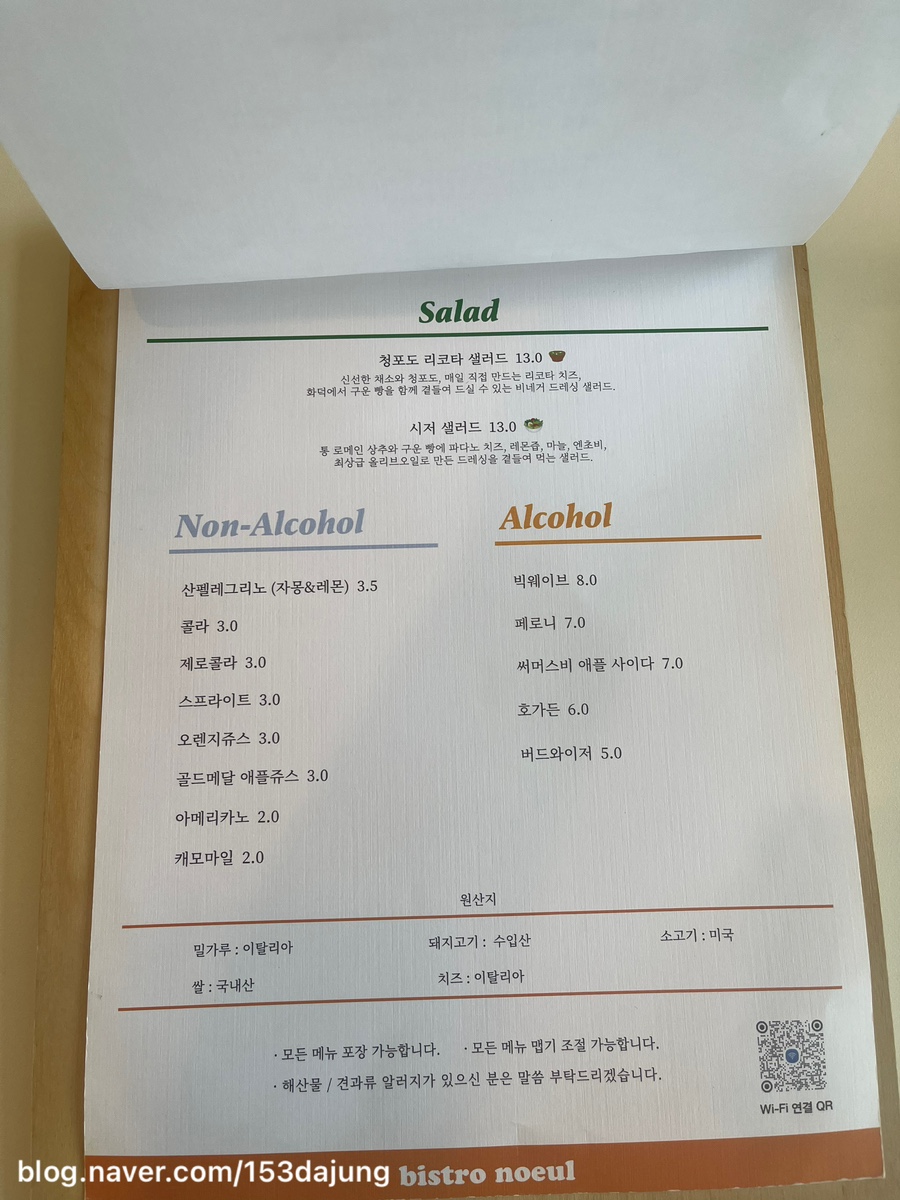 Salad
청포도 리코타 샐러드 13.0
신선한 채소와 청포도, 매일 직접 만드는 리코타 치즈,
화덕에서 구운 빵을 함께 곁들여 드실 수 있는 비네거 드레싱 샐러드.
시저 샐러드 13.0
통 로메인 상추와 구운 빵에 파다노 치즈, 레몬즙, 마늘, 엔초비,
최상급 올리브오일로 만든 드레싱을 곁들여 먹는 샐러드.
Non-Alcohol
산펠레그리노 (자몽&레몬) 3.5
콜라 3.0
제로콜라 3.0
스프라이트 3.0
오렌지쥬스 3.0
골드메달 애플쥬스 3.0
아메리카노 2.0
캐모마일 2.0
Alcohol
빅웨이브 8.0
페로니 7.0
써머스비 애플 사이다 7.0
호가든 6.0
버드와이저 5.0
원산지
밀가루 : 이탈리아 돼지고기 : 수입산 소고기 : 미국
쌀 : 국내산 치즈 : 이탈리아
· 모든 메뉴 포장 가능합니다. · 모든 메뉴 맵기 조절 가능합니다.
· 해산물 / 견과류 알러지가 있으신 분은 말씀 부탁드리겠습니다.
Wi-Fi 연결 QR
blog.naver.com/153dajung bistro noeul